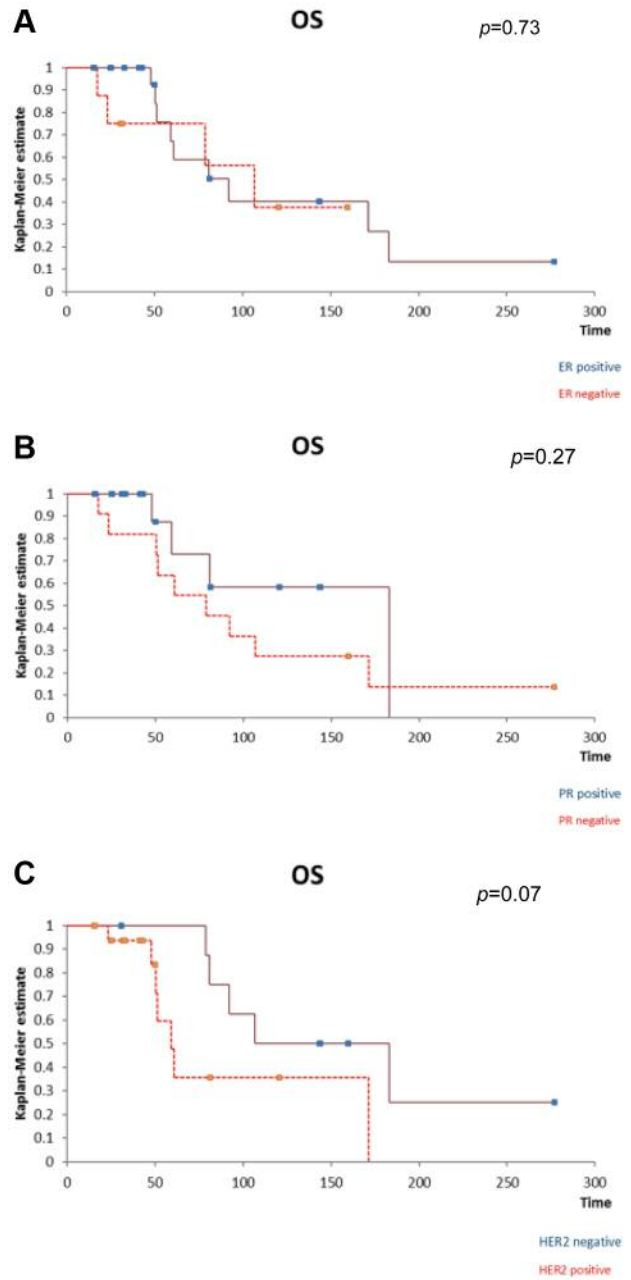 A
OS
p=0.73
Kaplan-Meier estimate
1
0.9
0.8
0.7
0.6
0.5
0.4
0.3
0.2
0.1
0
0 50 100 150 200 250 300
Time
ER positive
ER negative
B
OS
p=0.27
Kaplan-Meier estimate
1
0.9
0.8
0.7
0.6
0.5
0.4
0.3
0.2
0.1
0
0 50 100 150 200 250 300
Time
PR positive
PR negative
C
OS
p=0.07
Kaplan-Meier estimate
1
0.9
0.8
0.7
0.6
0.5
0.4
0.3
0.2
0.1
0
0 50 100 150 200 250 300
Time
HER2 negative
HER2 positive